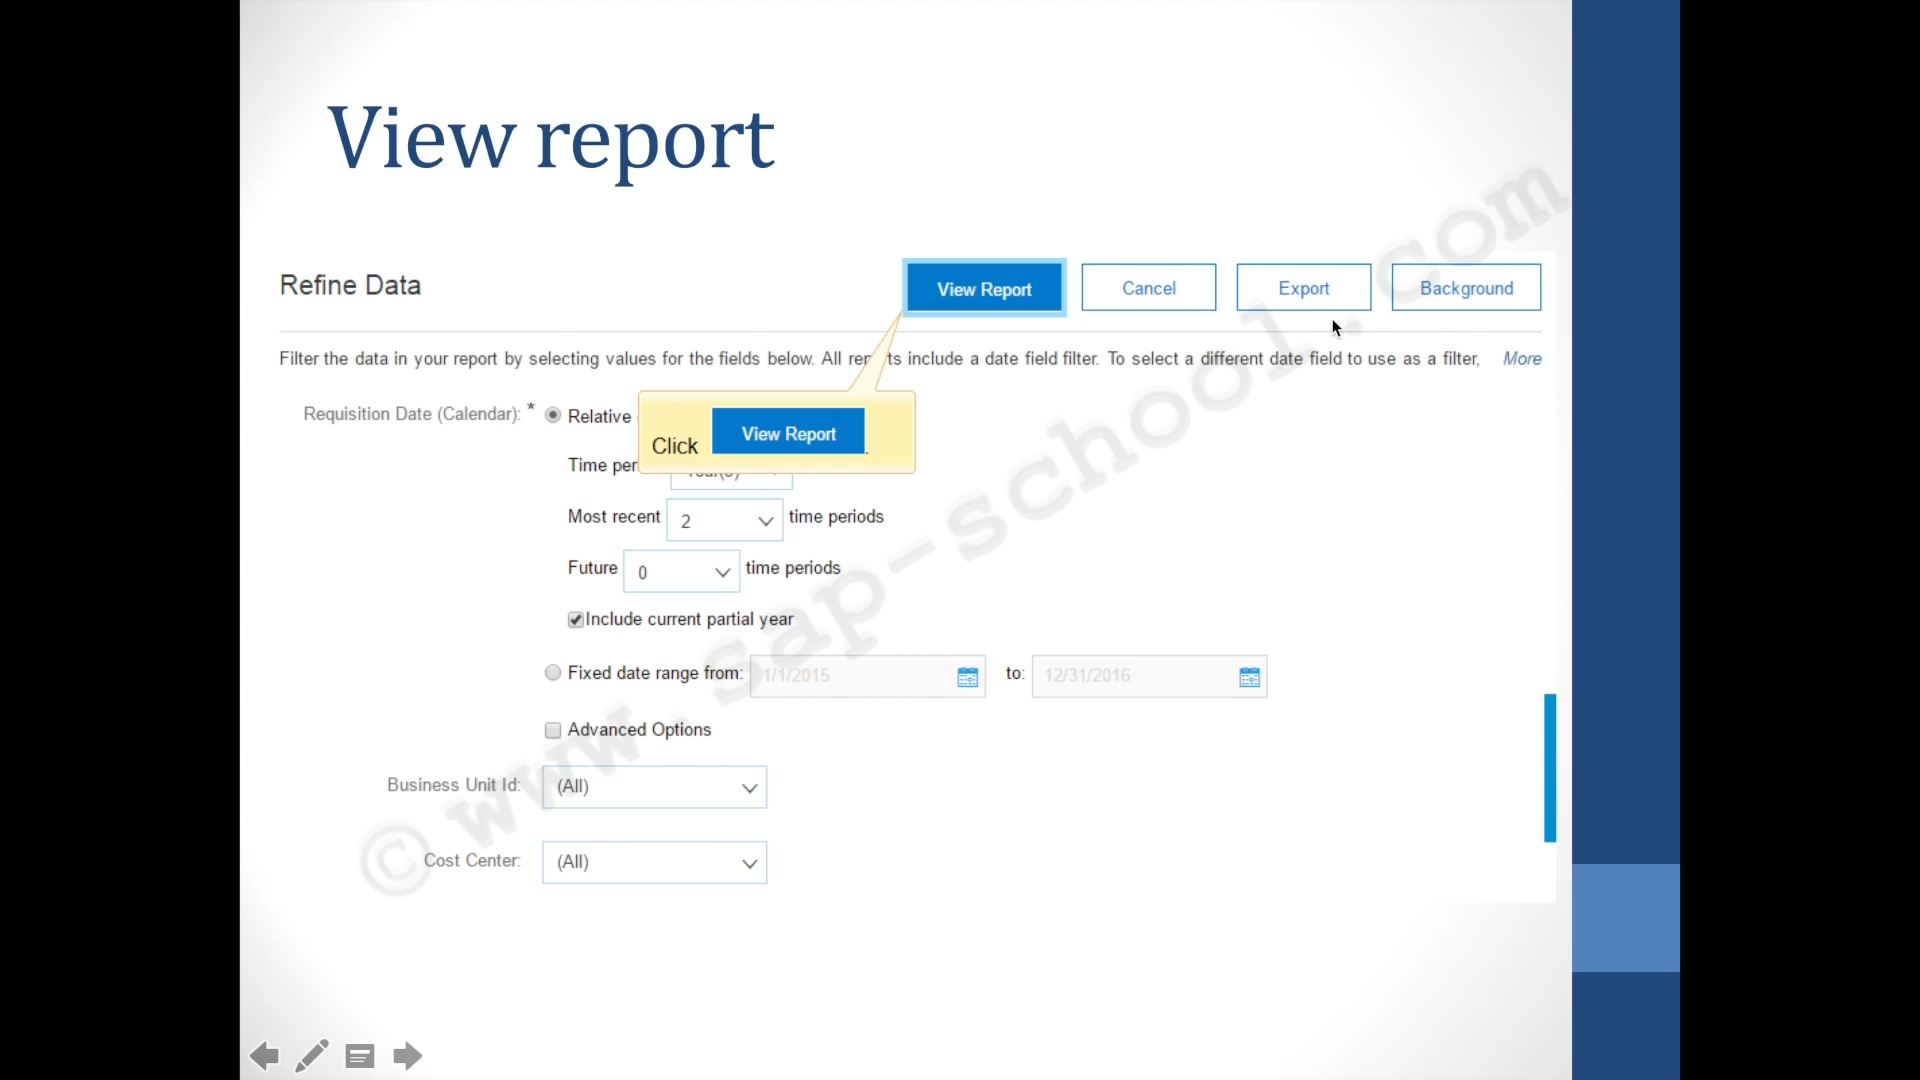 View report
Refine Data
View Report
Cancel
Export
Background
Filter the data in your report by selecting values for the fields below. All includes a date field filter. To select a different date field to use as a filter, More
Requisition Date (Calendar): * Relative
Click View Report.
Time
Most recent 2 time periods
Future 0 time periods
Include current partial year
Fixed date range from: 1/1/2015 to: 12/31/2016
Advanced Options
Business Unit Id: (All)
Cost Center: (All)
© www.sap-school.com